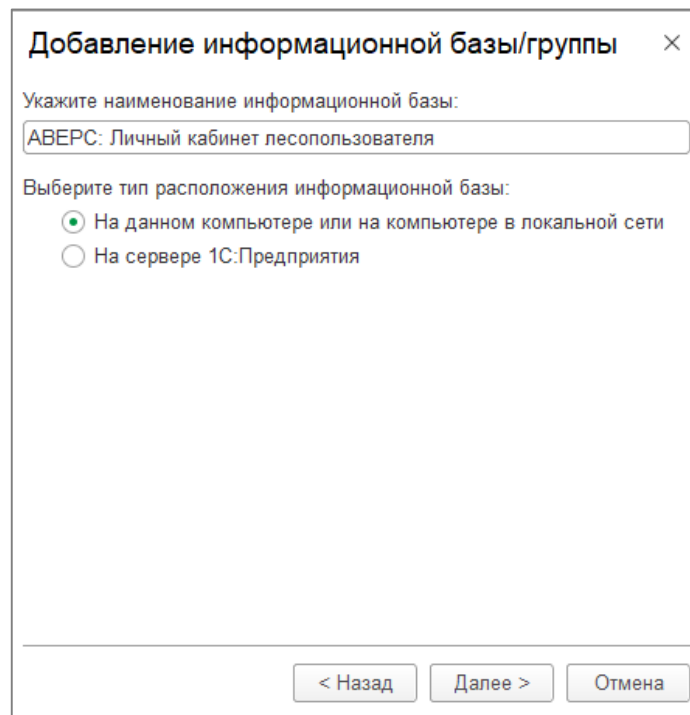 Добавление информационной базы/группы
Укажите наименование информационной базы:
АВЕРС: Личный кабинет лесопользователя
Выберите тип расположения информационной базы:
На данном компьютере или на компьютере в локальной сети
На сервере 1С:Предприятия
< Назад Далее > Отмена